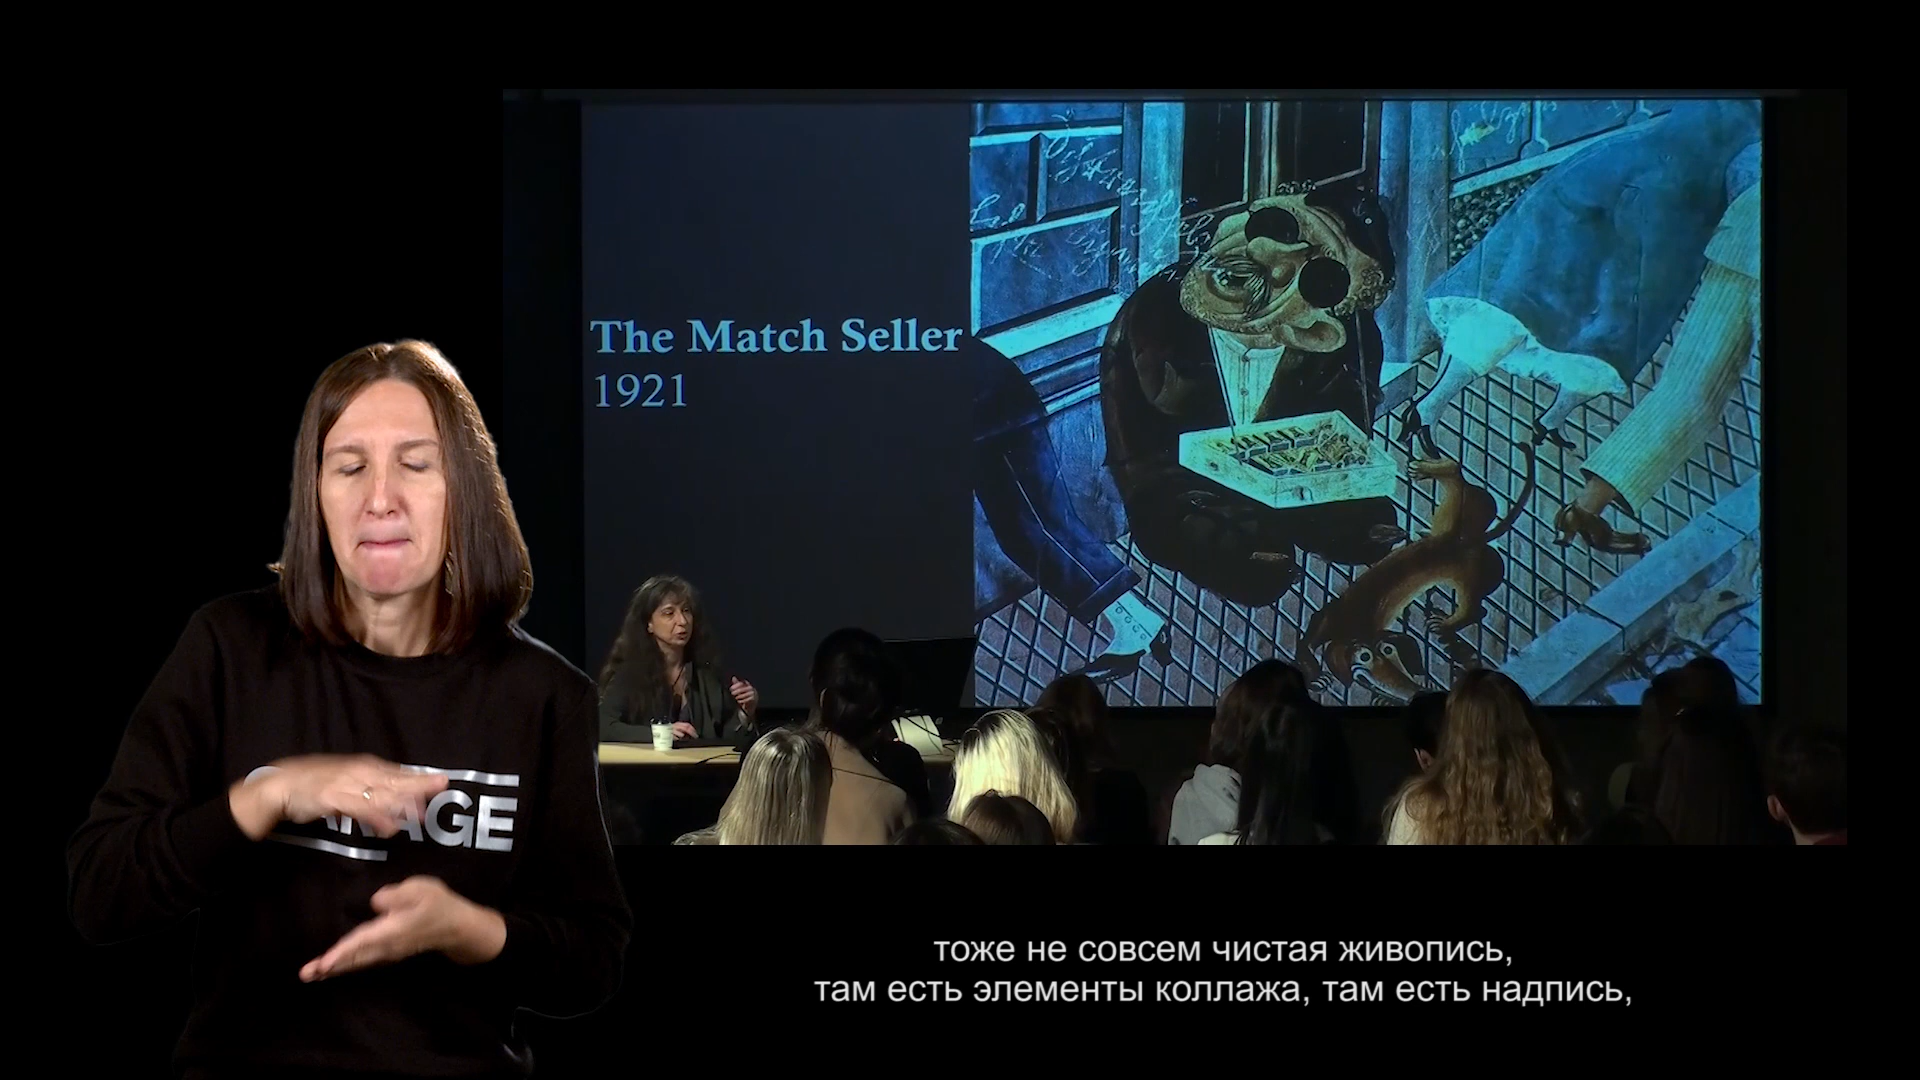 The Match Seller
1921
тоже не совсем чистая живопись,
там есть элементы коллажа, там есть надпись,